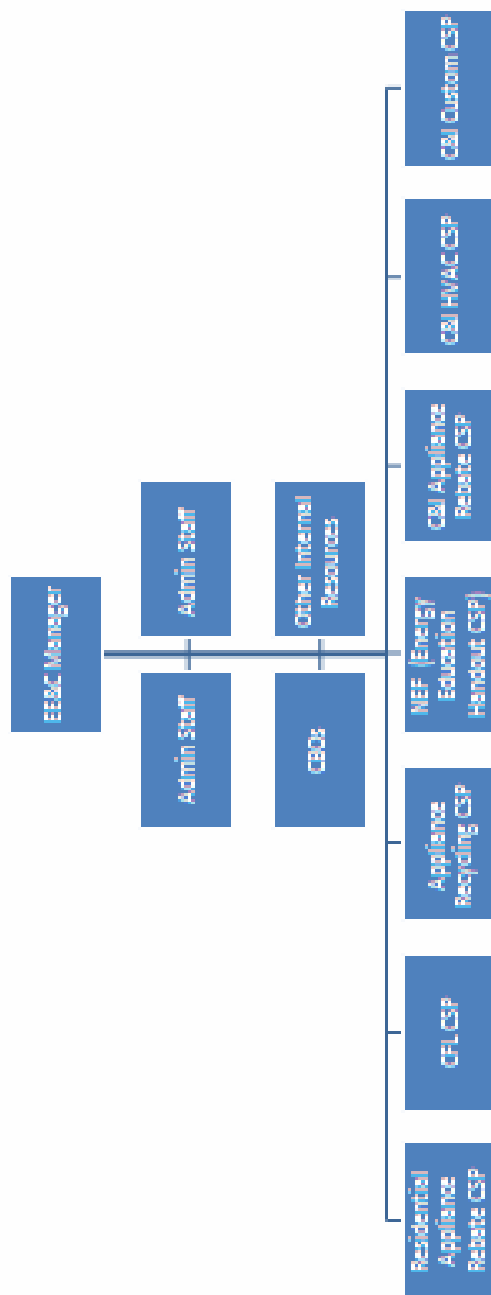 EE&C Manager
Admin Staff
Admin Staff
CBOs
Other Internal
Resources
Residential
Appliance
Rebate CSP
CFL CSP
Appliance
Recycling CSP
NEF (Energy
Education
Handout CSP)
C&I Appliance
Rebate CSP
C&I HVAC CSP
C&I Custom CSP